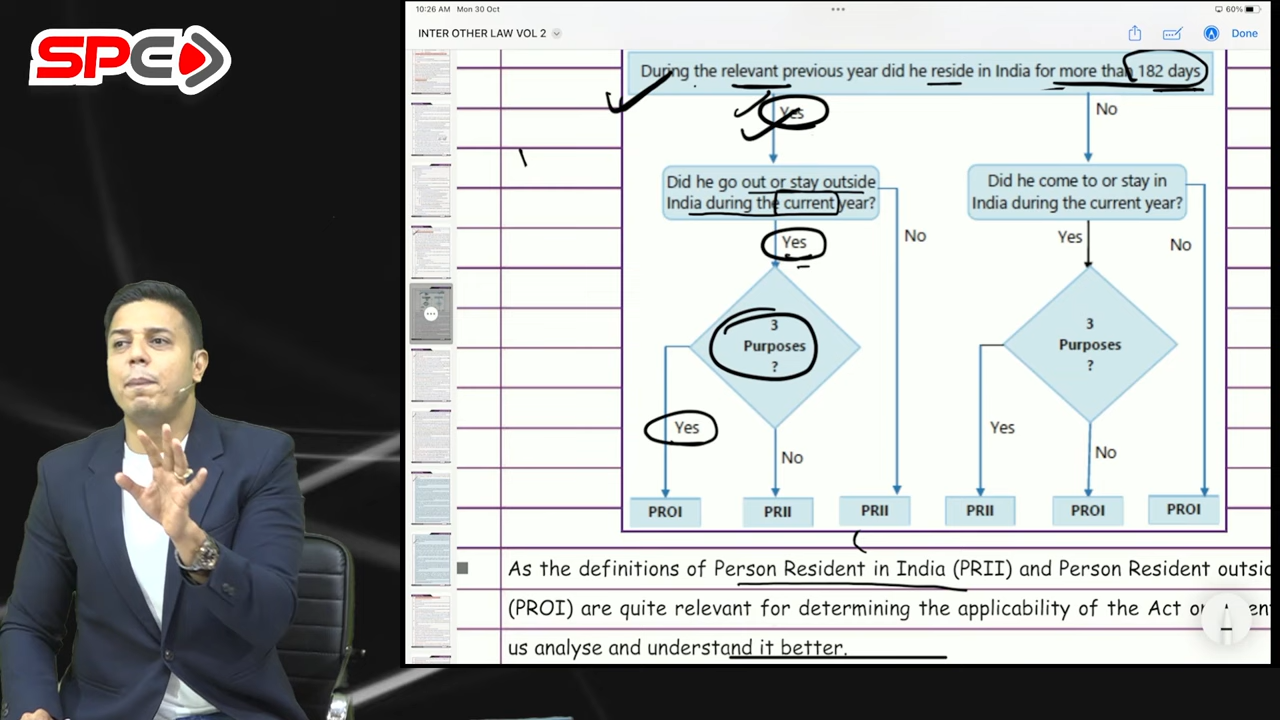 10:26 AM Mon 30 Oct
60%
SPE
INTER OTHER LAW VOL 2
Done
During the relevant previous year did he reside in India for more than 182 days
Yes
No
Did he go out or stay outside
India during the current year?
Did he come to or stay in
India during the current year?
Yes
No
Yes
No
3
Purposes
?
3
Purposes
?
Yes
No
Yes
No
PROI
PRII
PRII
PRII
PROI
PROI
As the definitions of Person Resident in India (PRII) and Person Resident
(PROI) are quite relevant for determining the applicability of the Act
us analyse and understand it better.